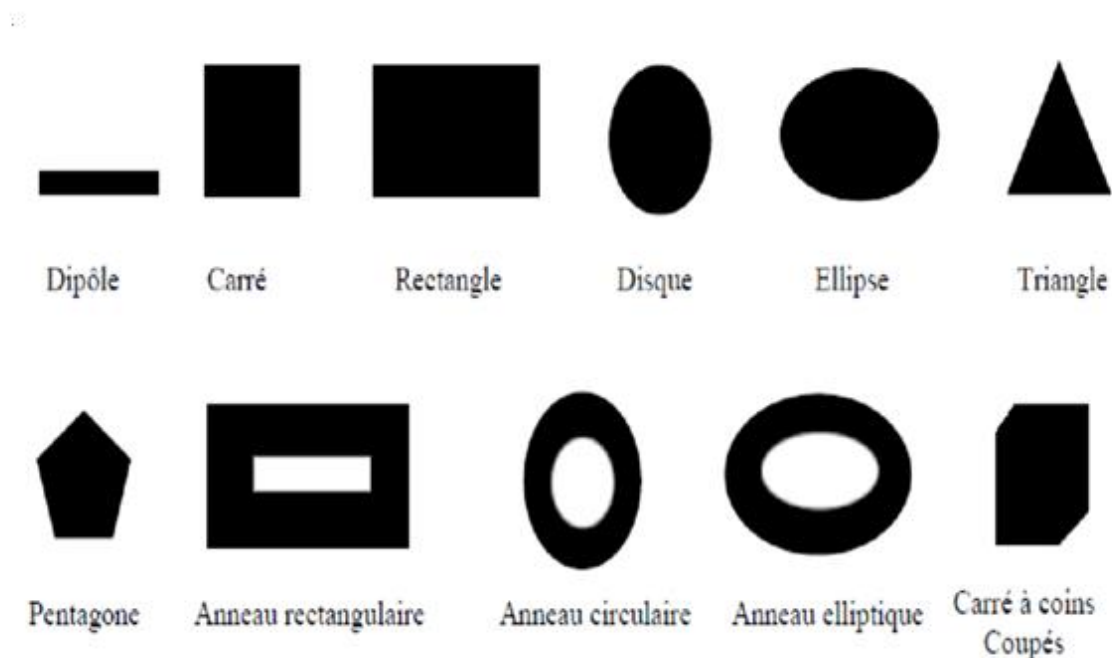 Dipôle
Carré
Rectangle
Disque
Ellipse
Triangle
Pentagone
Anneau rectangulaire
Anneau circulaire
Anneau elliptique
Carré à coins
Coupés